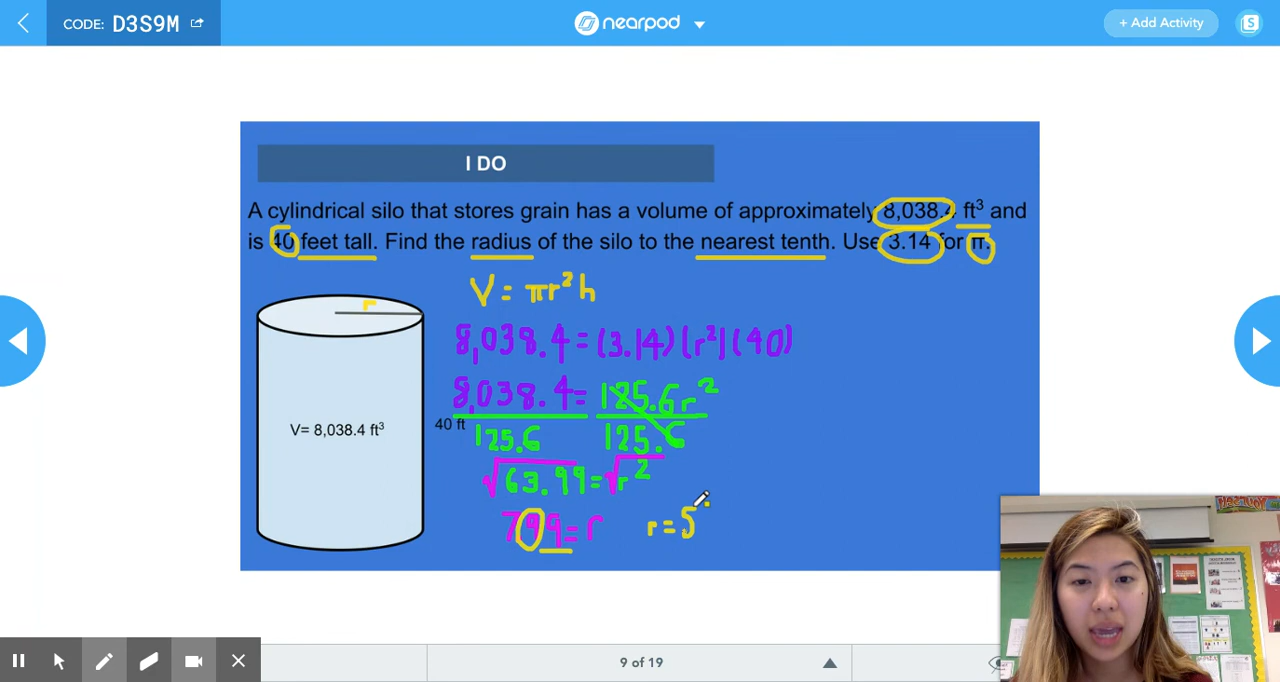 CODE: D3S9M
nearpod
+ Add Activity
S
I DO
A cylindrical silo that stores grain has a volume of approximately 8,038.4 ft³ and
is 40 feet tall. Find the radius of the silo to the nearest tenth. Use 3.14 for π.
V = πr²h
r
8,038.4 = (3.14)(r²)(40)
8,038.4 = 125.6r²
40 ft
125.6 125.6
V= 8,038.4 ft³
√63.99 = √r²
799 = r
r = 5
9 of 19